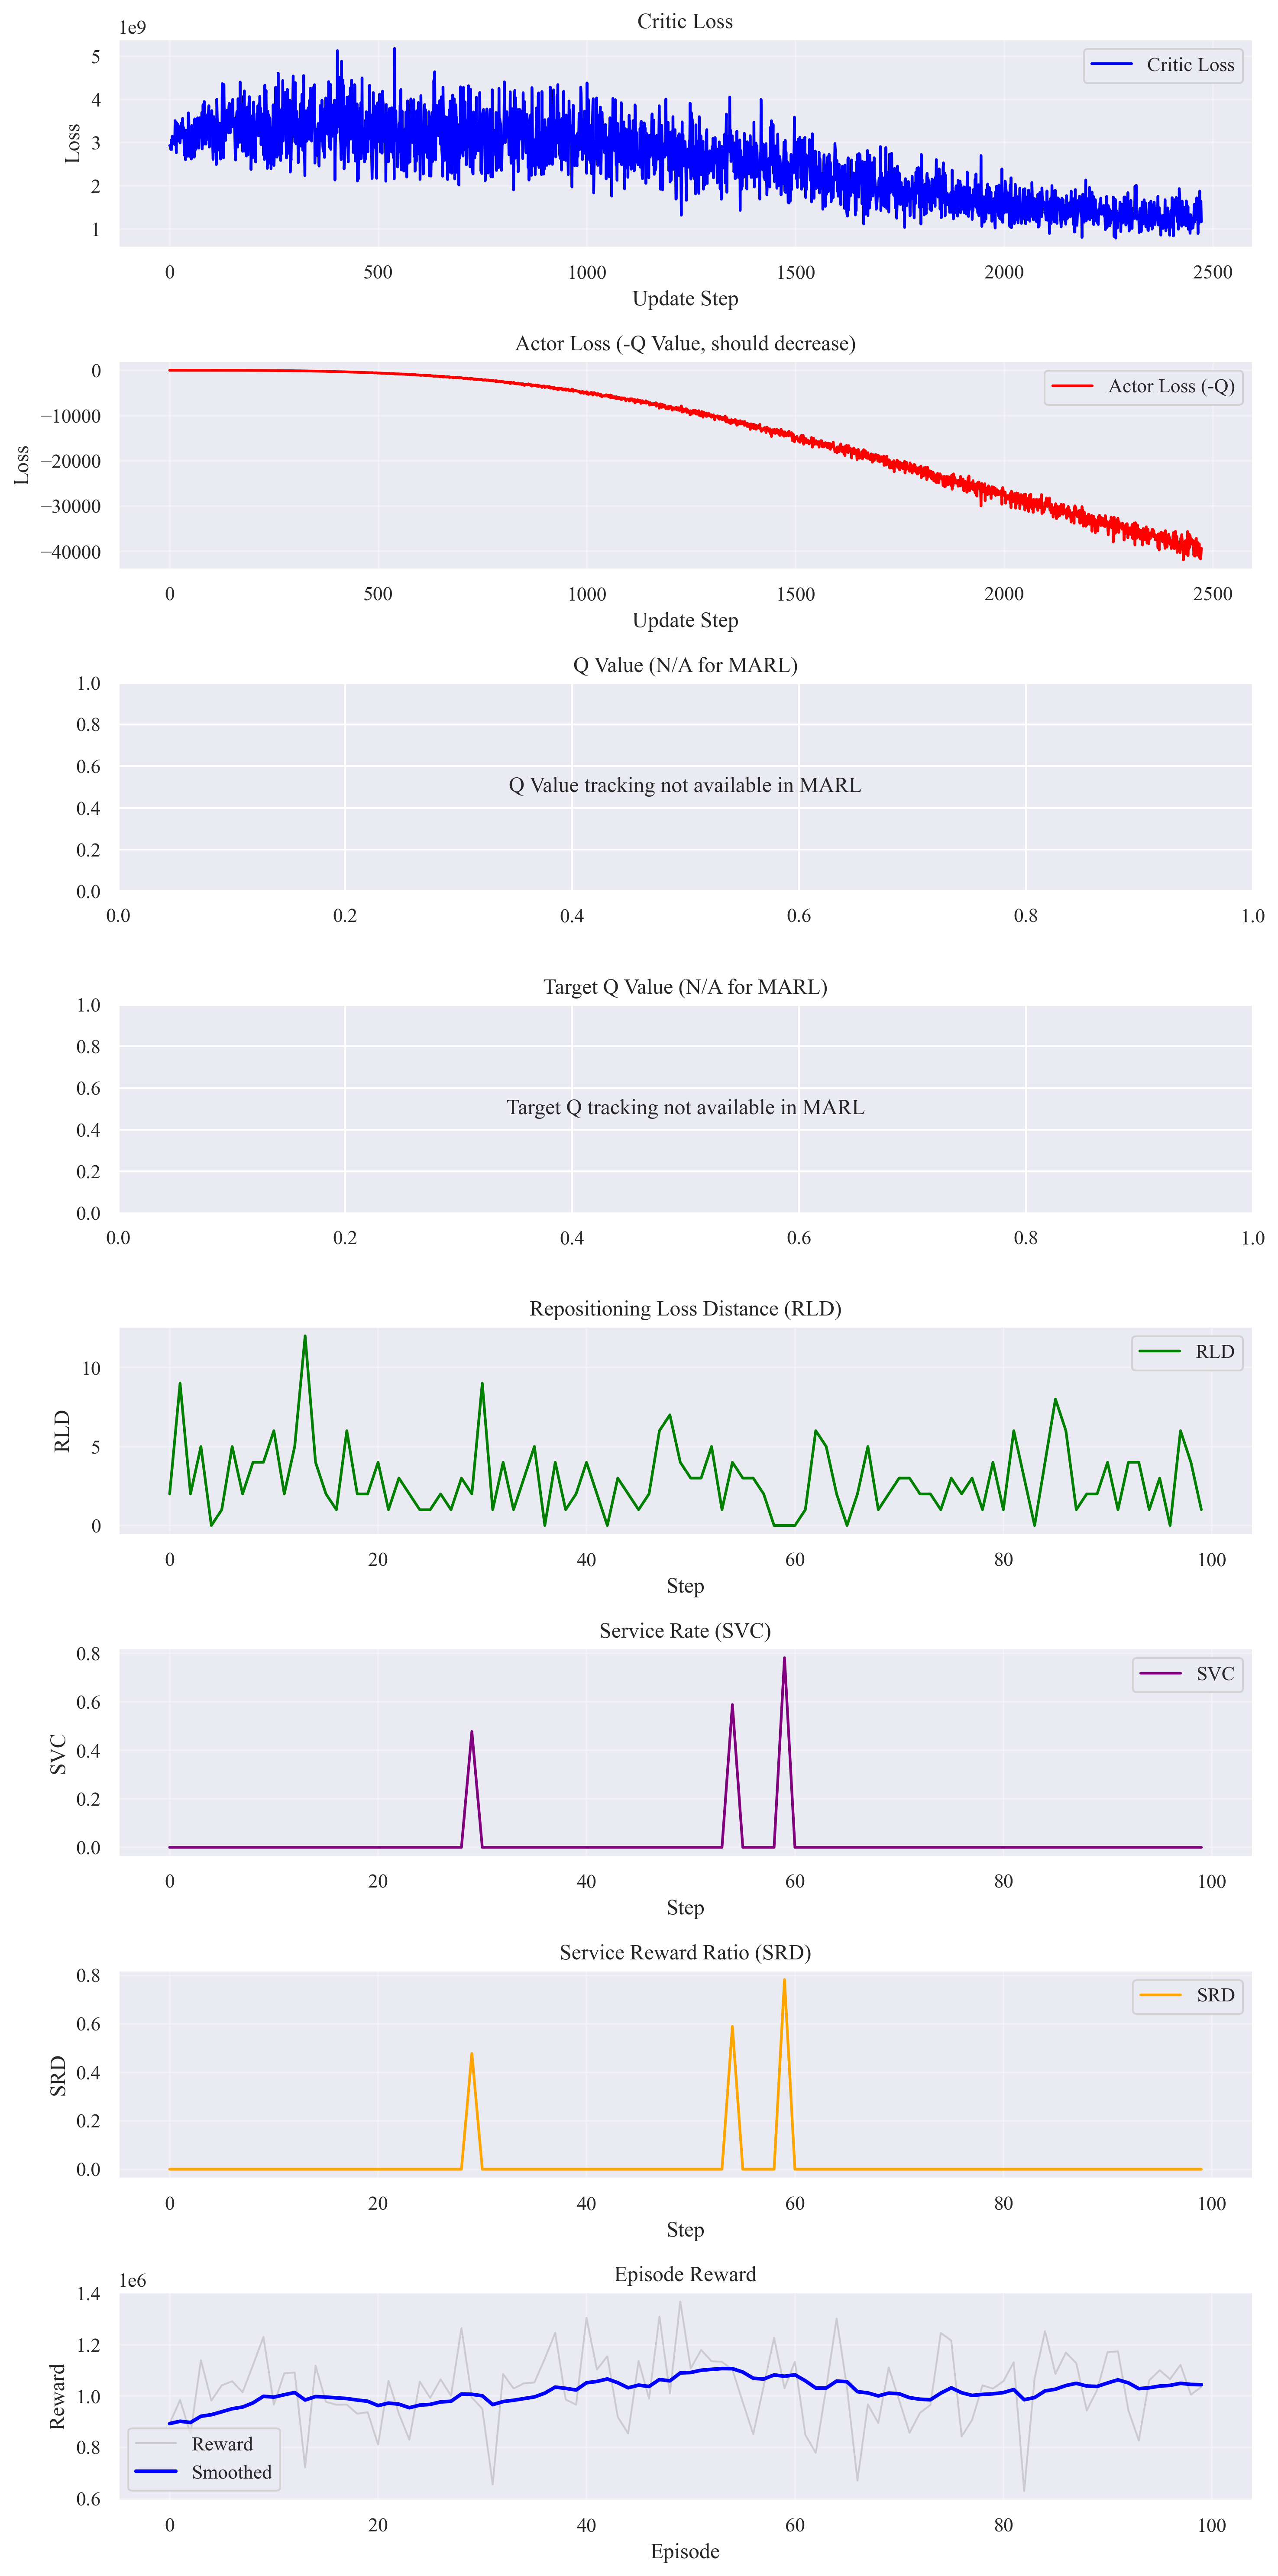 Critic Loss
1e9
5
4
3
2
1
Loss
Critic Loss
0 500 1000 1500 2000 2500
Update Step
Actor Loss (-Q Value, should decrease)
0
−10000
−20000
−30000
−40000
Loss
Actor Loss (-Q)
0 500 1000 1500 2000 2500
Update Step
Q Value (N/A for MARL)
1.0
0.8
0.6
Q Value tracking not available in MARL
0.4
0.2
0.0
0.0 0.2 0.4 0.6 0.8 1.0
Target Q Value (N/A for MARL)
1.0
0.8
0.6
Target Q tracking not available in MARL
0.4
0.2
0.0
0.0 0.2 0.4 0.6 0.8 1.0
Repositioning Loss Distance (RLD)
10
5
0
RLD
RLD
0 20 40 60 80 100
Step
Service Rate (SVC)
0.8
0.6
0.4
0.2
0.0
SVC
SVC
0 20 40 60 80 100
Step
Service Reward Ratio (SRD)
0.8
0.6
0.4
0.2
0.0
SRD
SRD
0 20 40 60 80 100
Step
Episode Reward
1e6
1.4
1.2
1.0
0.8
0.6
Reward
Reward
Smoothed
0 20 40 60 80 100
Episode